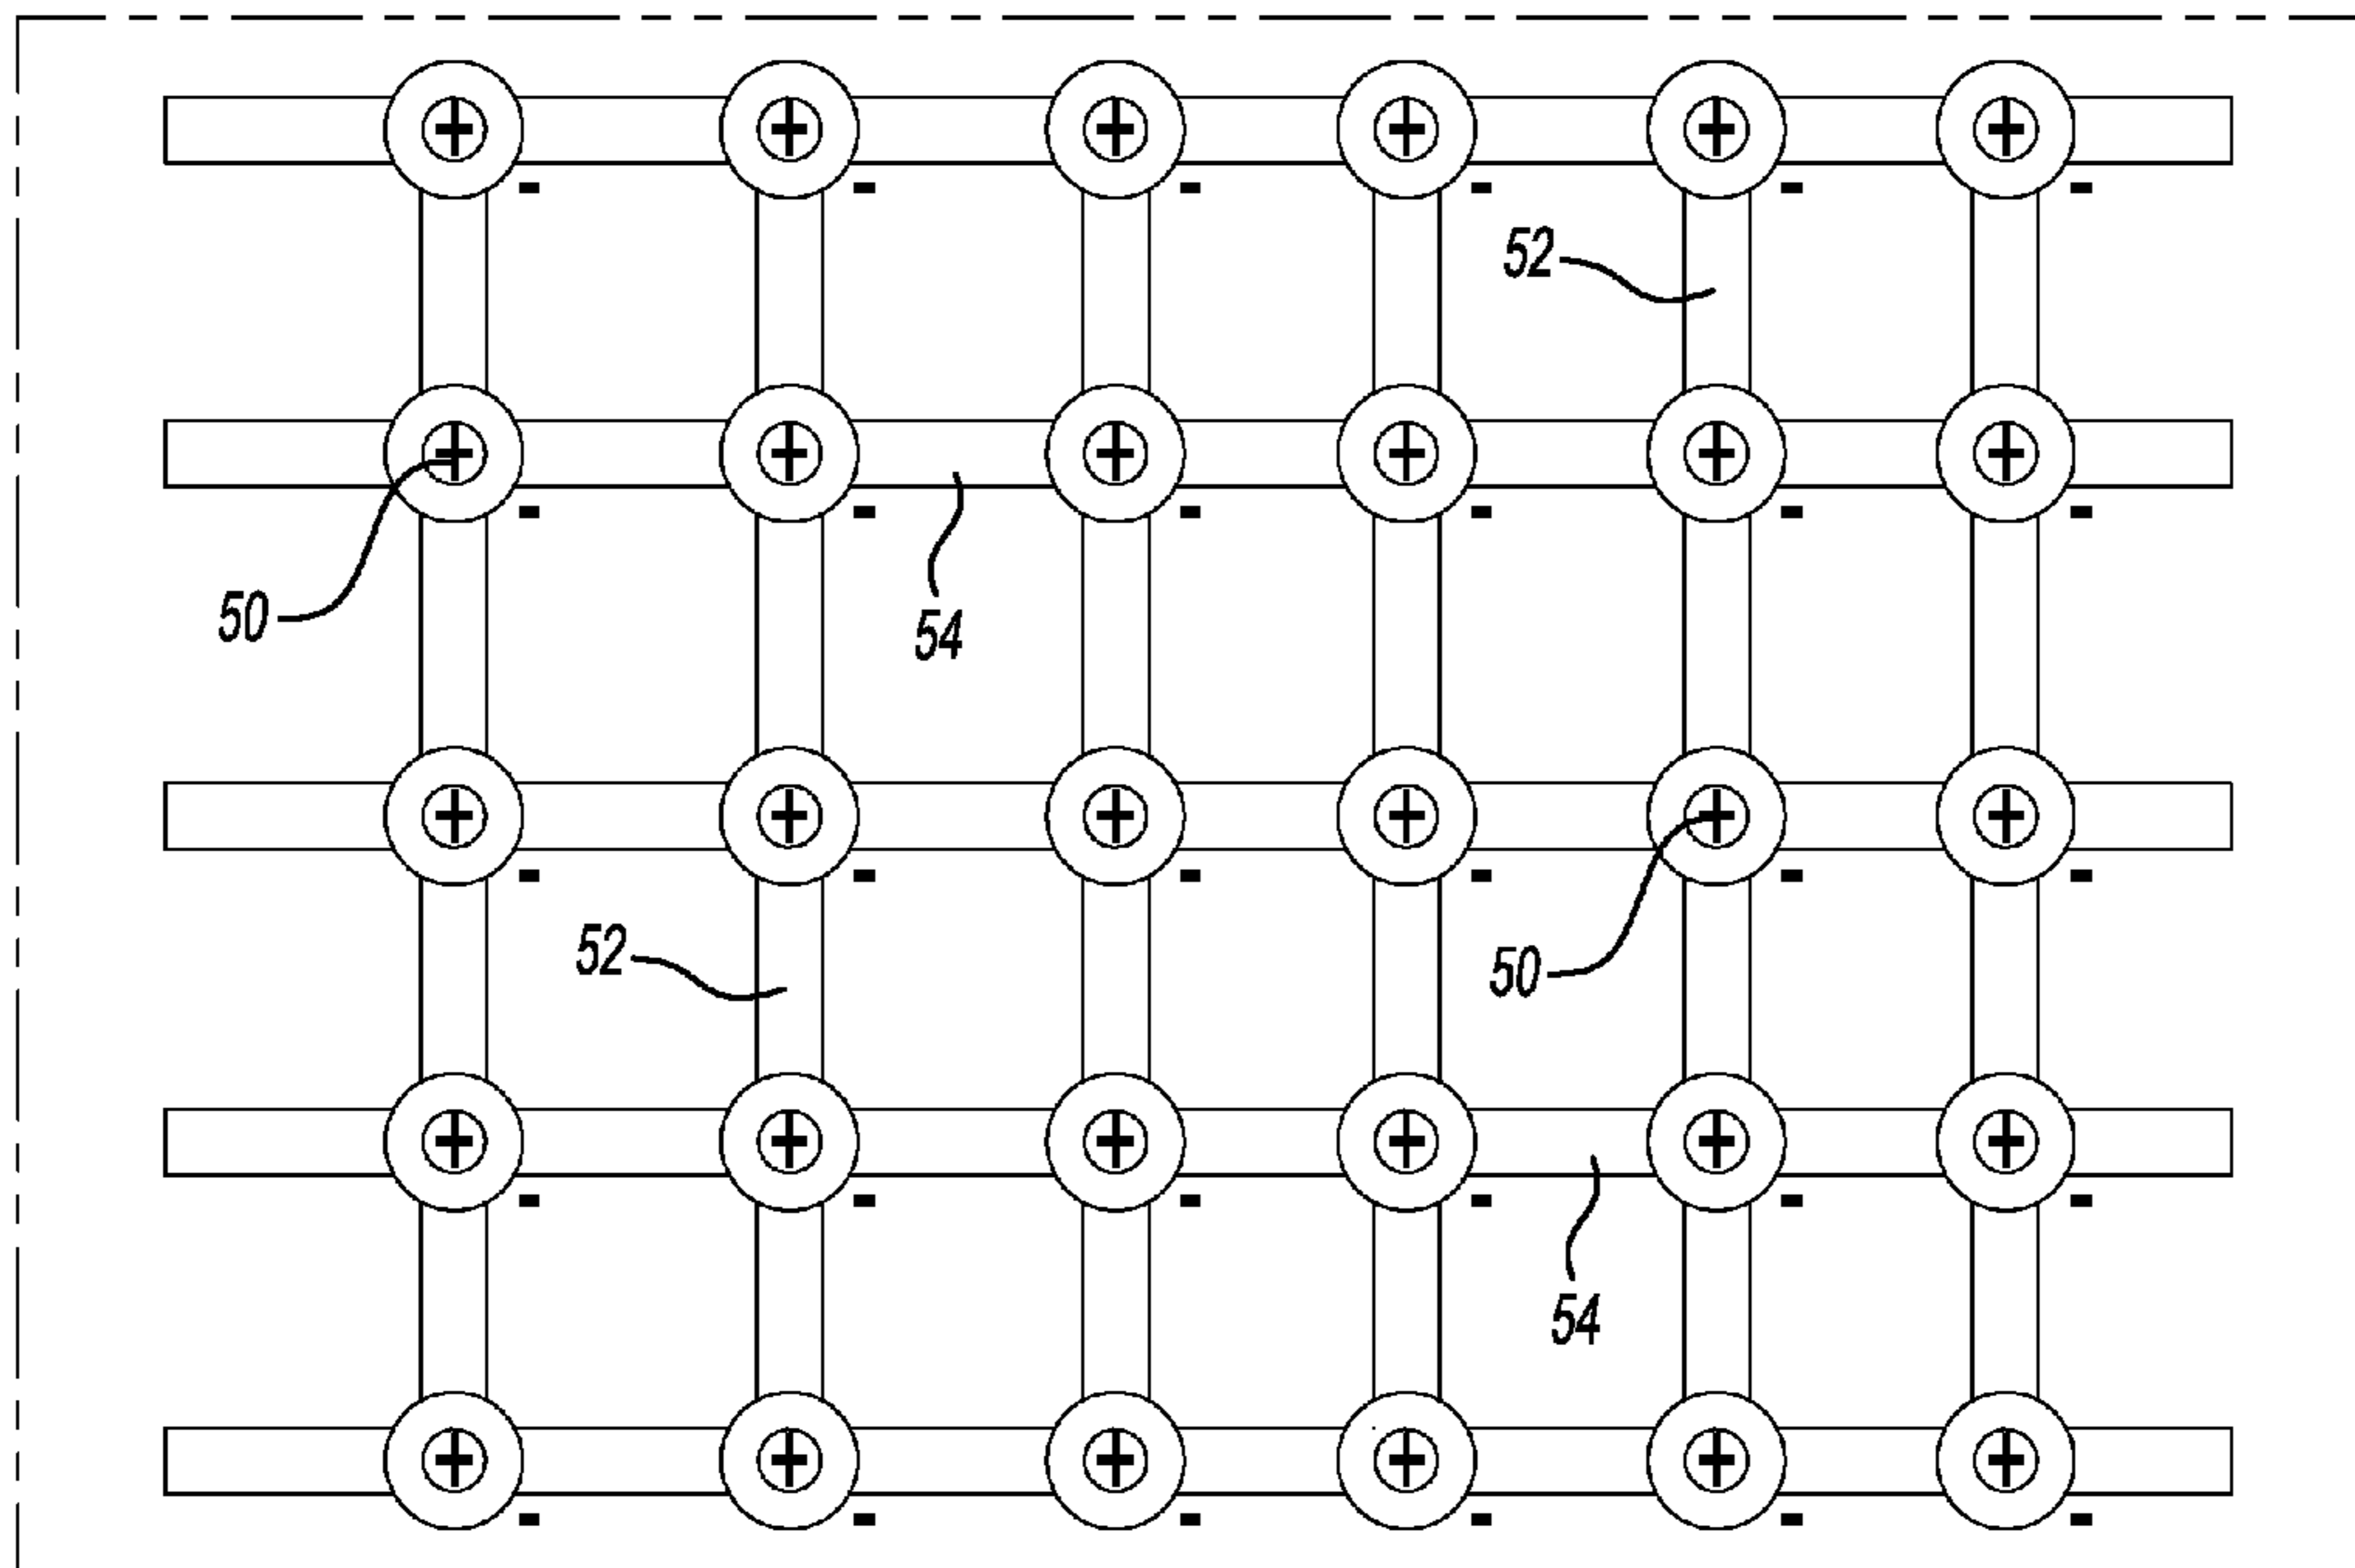 + + + + + +
- - - - - -
52
+ + + + + +
- - - - - -
50
54
+ + + + + +
- - - - - -
52
50
+ + + + + +
- - - - - -
54
+ + + + + +
- - - - - -